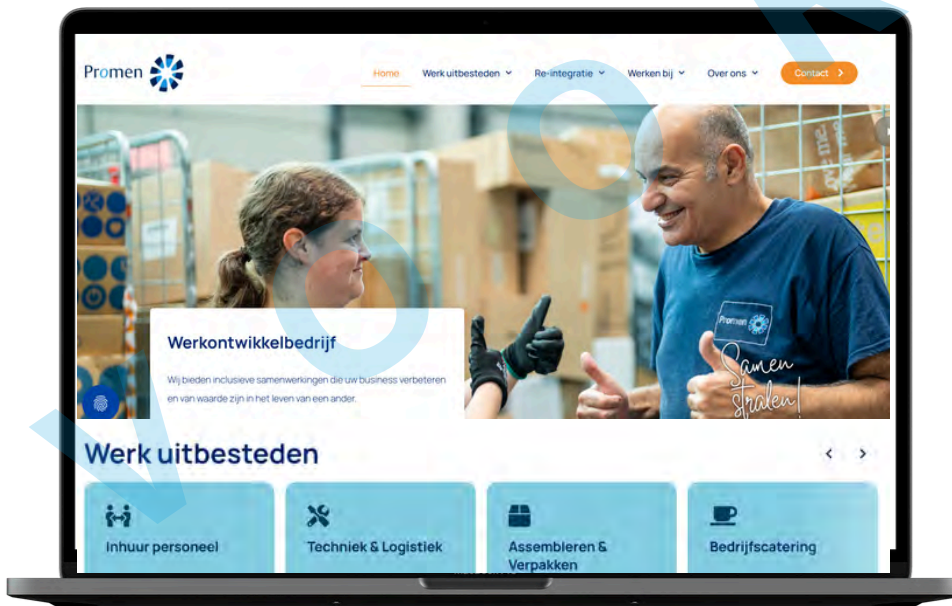 Promen
Home
Werk uitbesteden
Re-integratie
Werken bij
Over ons
Contact
Promen
Samen
stralen!
Werkontwikkelbedrijf
Wij bieden inclusieve samenwerkingen die uw business verbeteren
en van waarde zijn in het leven van een ander.
Werk uitbesteden
Inhuur personeel
Techniek & Logistiek
Assembleren &
Verpakken
Bedrijfscatering